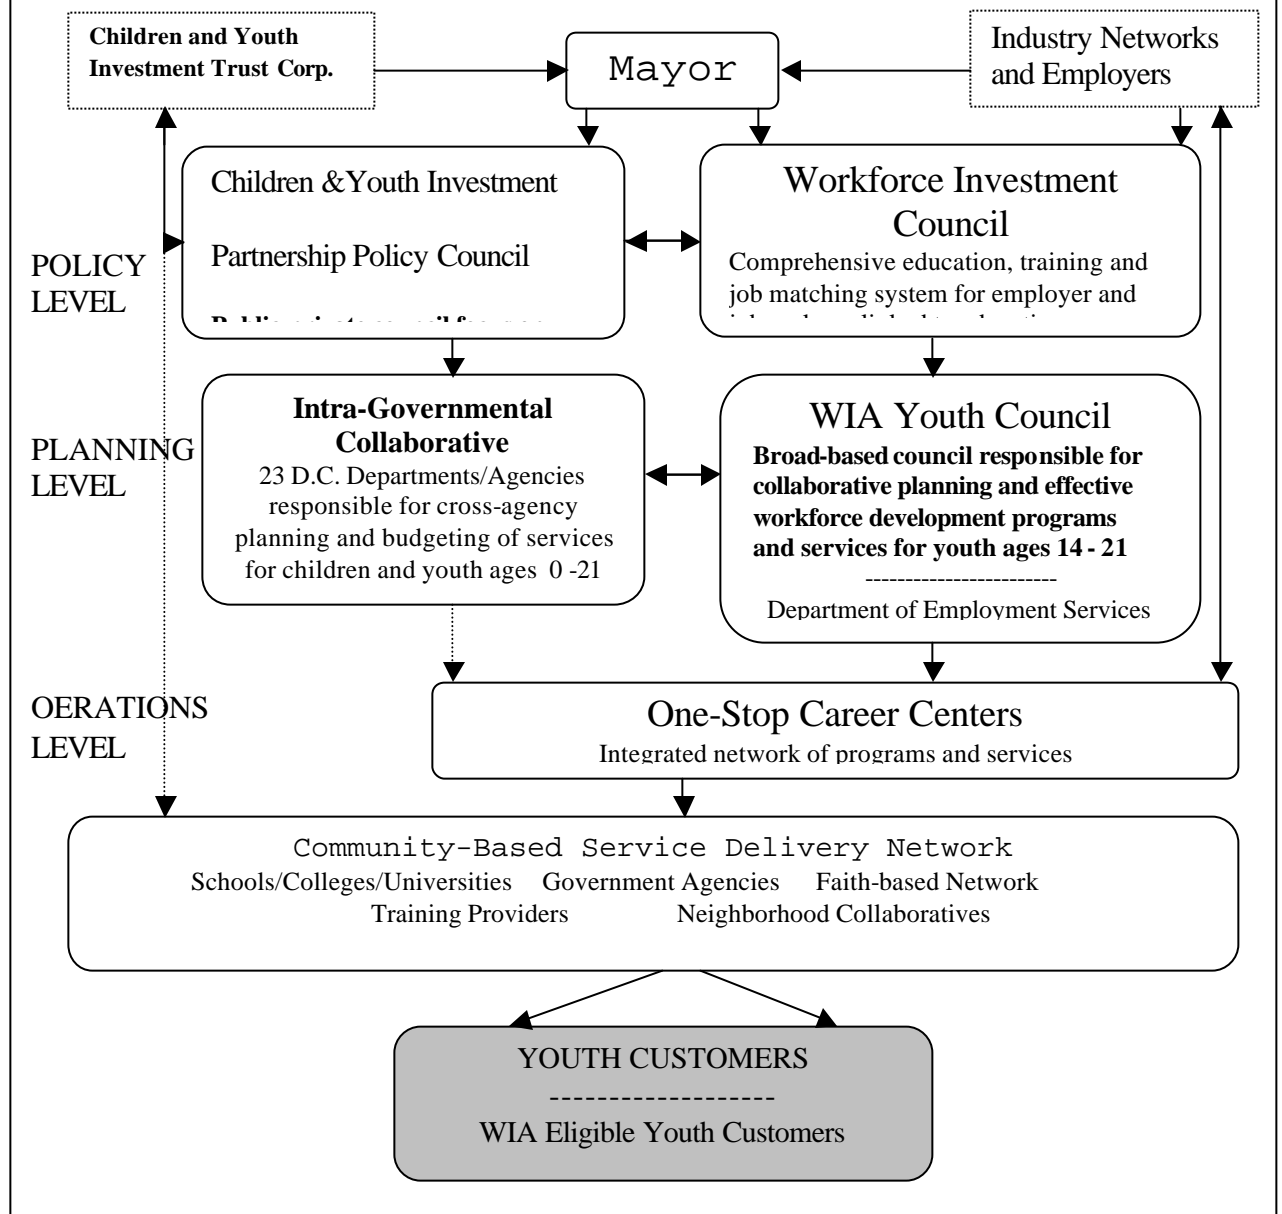 Children and Youth
Investment Trust Corp.
Mayor
Industry Networks
and Employers
Children &Youth Investment
Partnership Policy Council
Workforce Investment
Council
Comprehensive education, training and
job matching system for employer and
POLICY
LEVEL
Intra-Governmental
Collaborative
23 D.C. Departments/Agencies
responsible for cross-agency
planning and budgeting of services
for children and youth ages 0 -21
WIA Youth Council
Broad-based council responsible for
collaborative planning and effective
workforce development programs
and services for youth ages 14 - 21
------------------------
Department of Employment Services
PLANNING
LEVEL
OERATIONS
LEVEL
One-Stop Career Centers
Integrated network of programs and services
Community-Based Service Delivery Network
Schools/Colleges/Universities Government Agencies Faith-based Network
Training Providers Neighborhood Collaboratives
YOUTH CUSTOMERS
-------------------
WIA Eligible Youth Customers